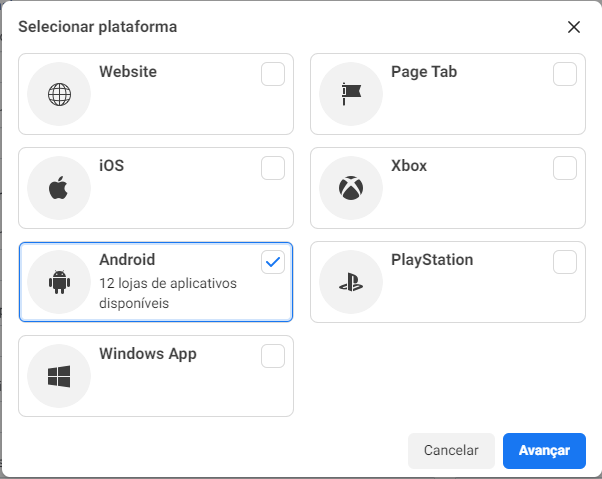 Selecionar plataforma
Website
Page Tab
iOS
Xbox
Android
12 lojas de aplicativos
disponíveis
PlayStation
Windows App
Cancelar
Avançar